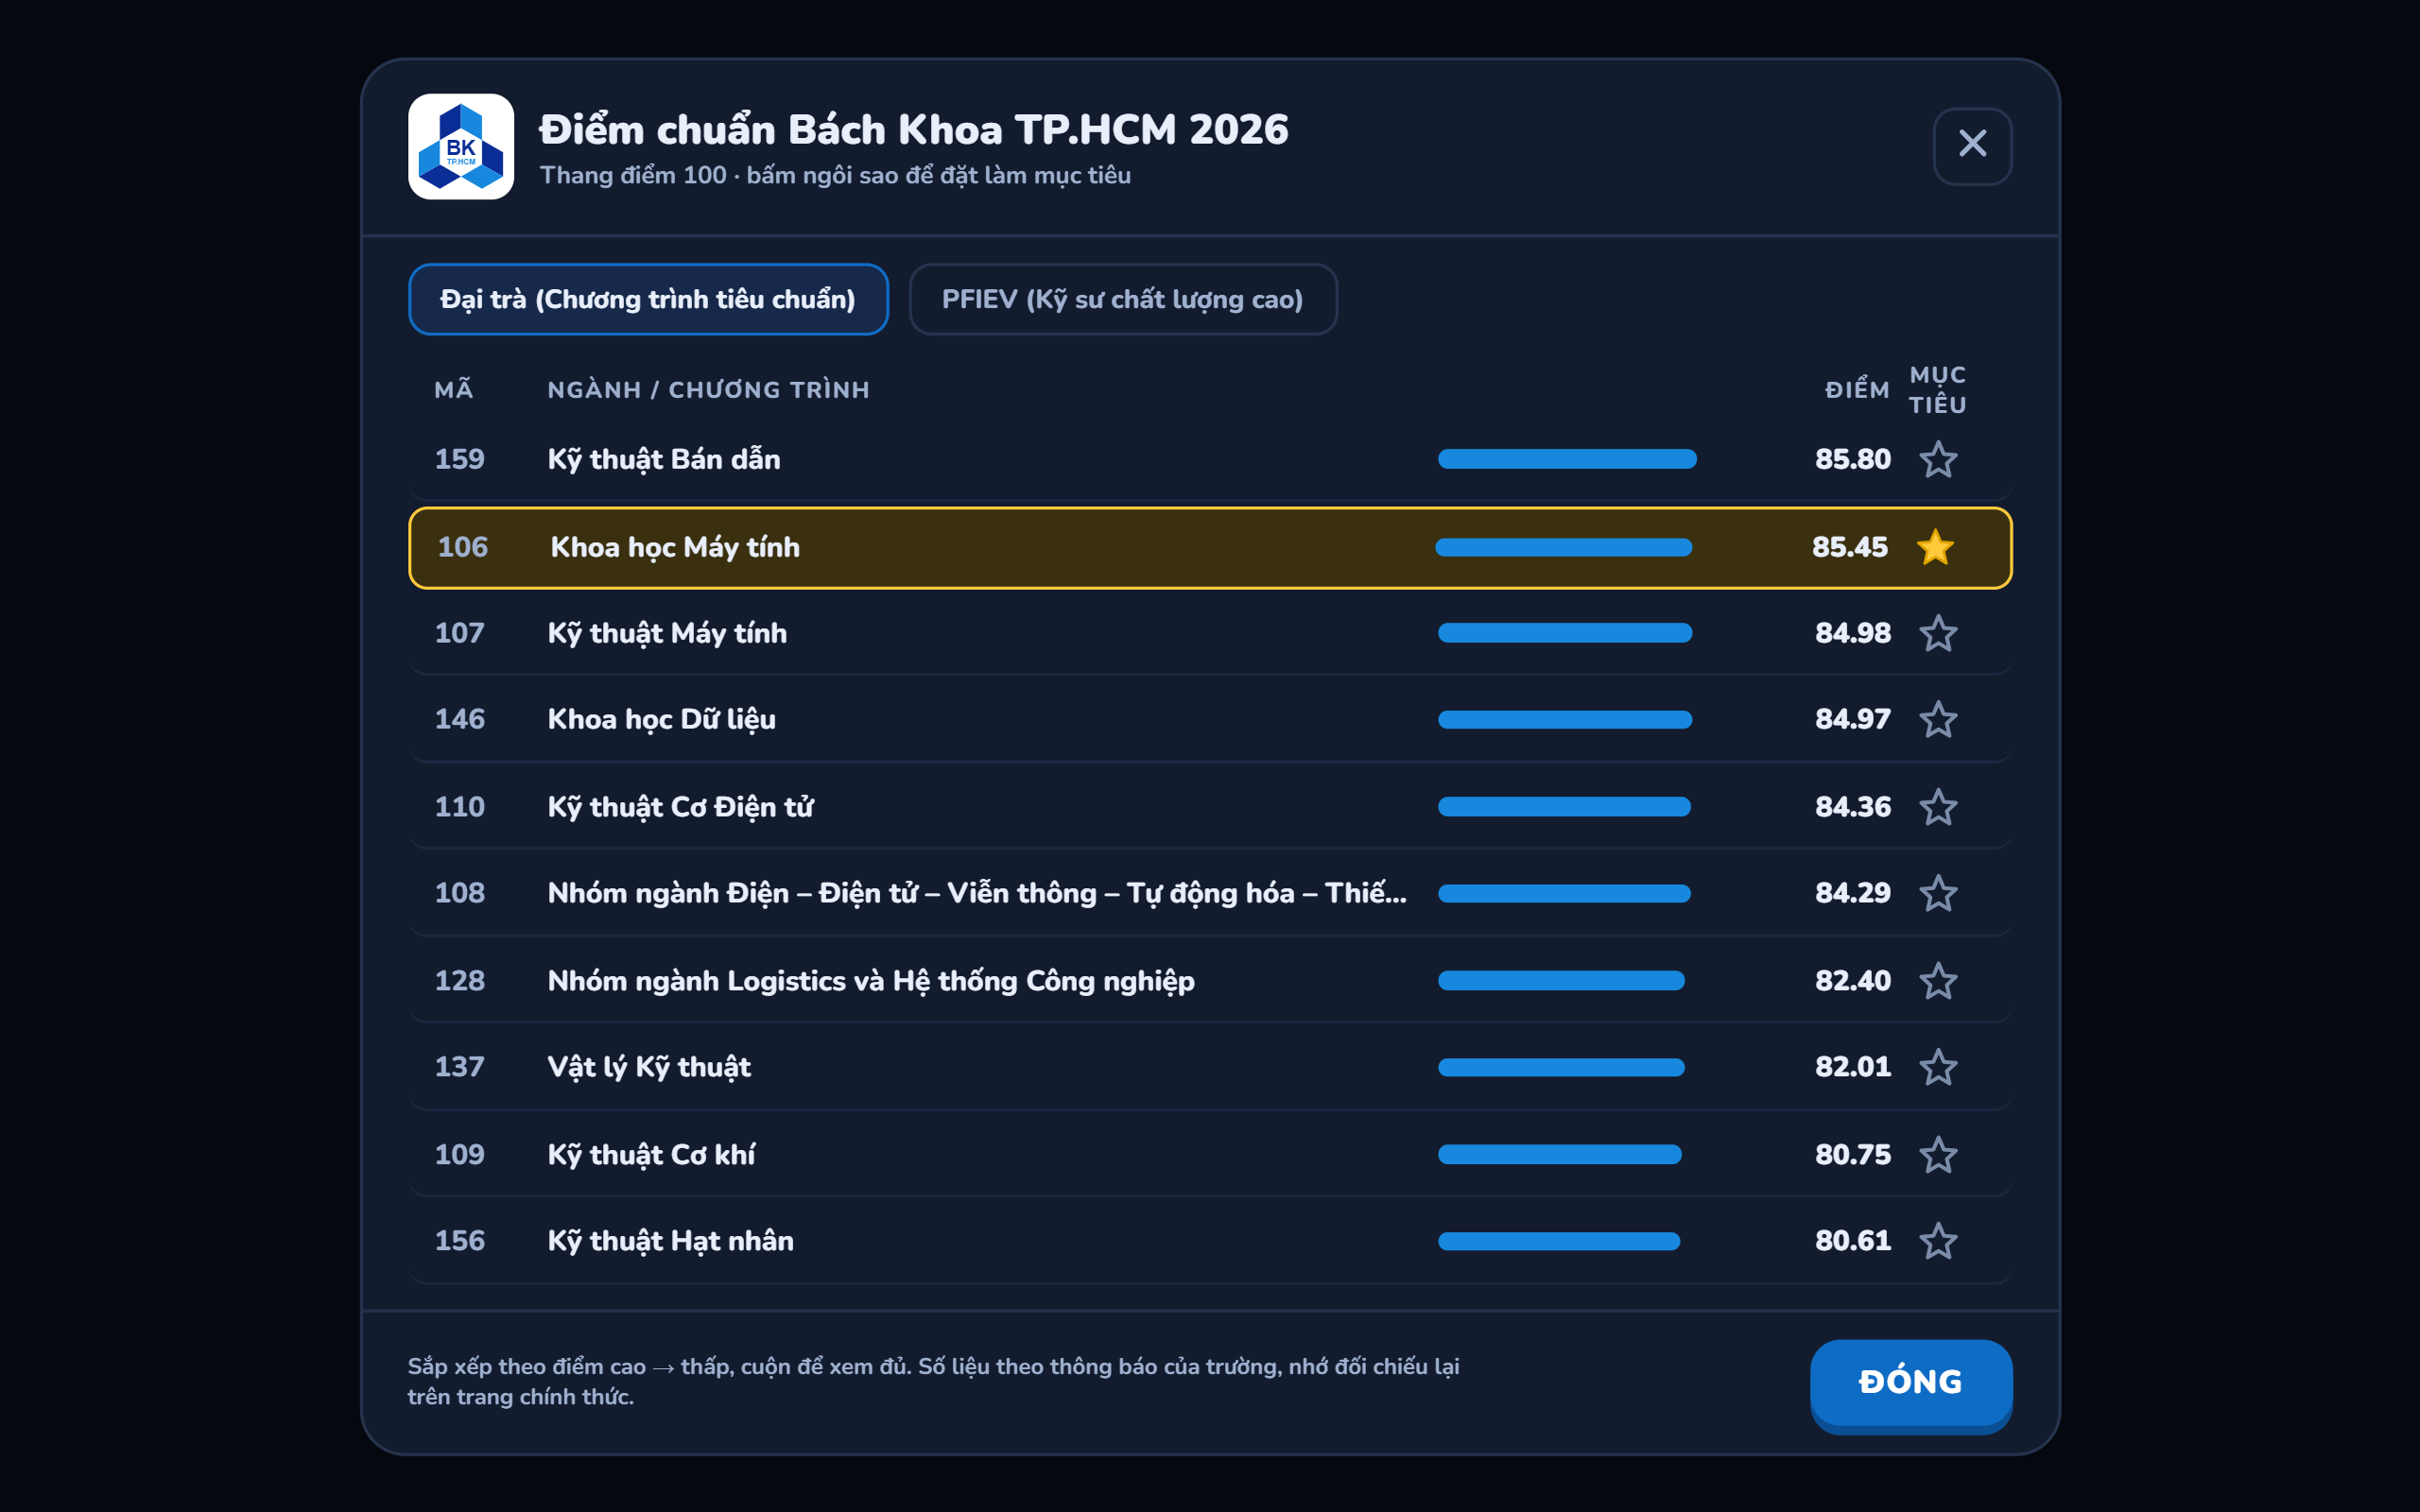 BK
TP.HCM
Điểm chuẩn Bách Khoa TP.HCM 2026
Thang điểm 100 · bấm ngôi sao để đặt làm mục tiêu
Đại trà (Chương trình tiêu chuẩn)
PFIEV (Kỹ sư chất lượng cao)
MÃ NGÀNH / CHƯƠNG TRÌNH ĐIỂM MỤC TIÊU
159 Kỹ thuật Bán dẫn 85.80
106 Khoa học Máy tính 85.45
107 Kỹ thuật Máy tính 84.98
146 Khoa học Dữ liệu 84.97
110 Kỹ thuật Cơ Điện tử 84.36
108 Nhóm ngành Điện – Điện tử – Viễn thông – Tự động hóa – Thiế... 84.29
128 Nhóm ngành Logistics và Hệ thống Công nghiệp 82.40
137 Vật lý Kỹ thuật 82.01
109 Kỹ thuật Cơ khí 80.75
156 Kỹ thuật Hạt nhân 80.61
Sắp xếp theo điểm cao → thấp, cuộn để xem đủ. Số liệu theo thông báo của trường, nhớ đối chiếu lại
trên trang chính thức.
ĐÓNG